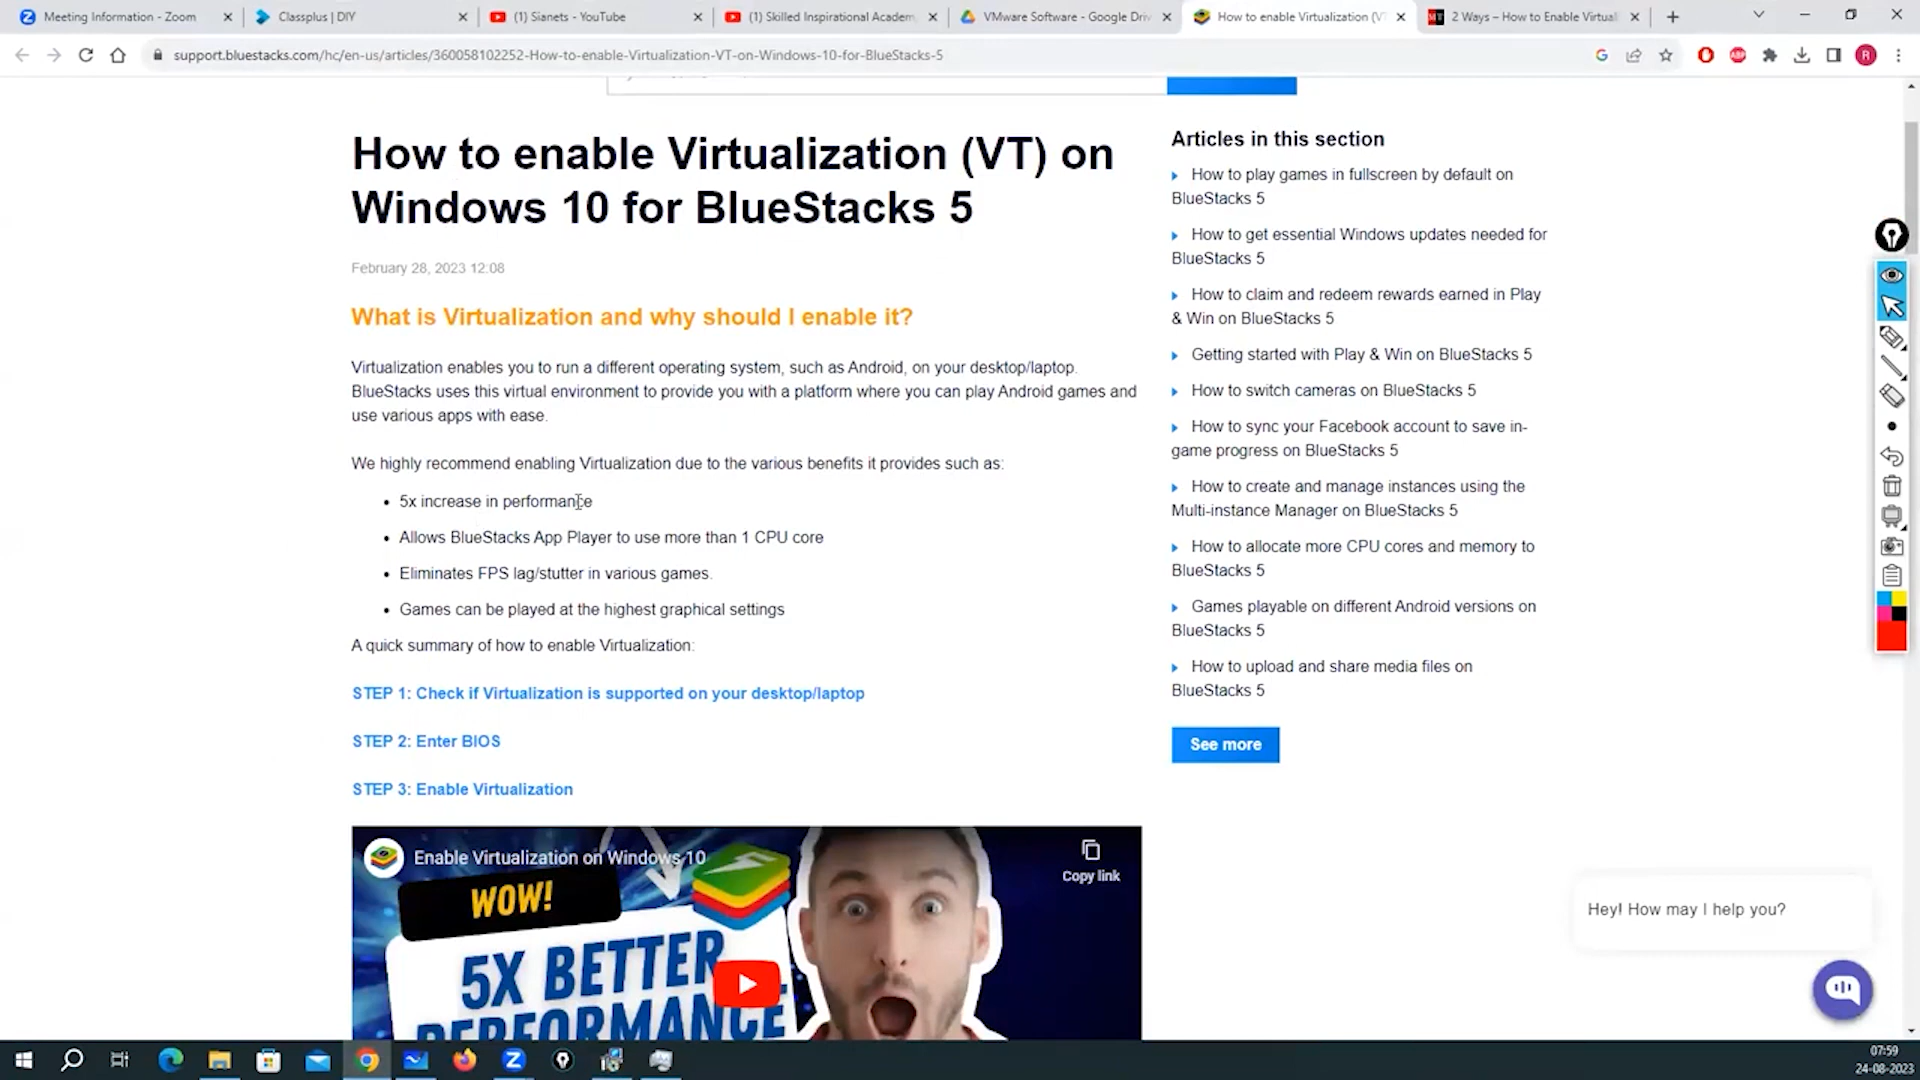 Meeting Information - Zoom
Classplus | DIY
(1) Sianets - YouTube
(1) Skilled Inspirational Academ
VMware Software - Google Driv
How to enable Virtualization (VT
2 Ways – How to Enable Virtual
support.bluestacks.com/hc/en-us/articles/360058102252-How-to-enable-Virtualization-VT-on-Windows-10-for-BlueStacks-5
ABP
R
How to enable Virtualization (VT) on
Windows 10 for BlueStacks 5
February 28, 2023 12:08
What is Virtualization and why should I enable it?
Virtualization enables you to run a different operating system, such as Android, on your desktop/laptop.
BlueStacks uses this virtual environment to provide you with a platform where you can play Android games and
use various apps with ease.
We highly recommend enabling Virtualization due to the various benefits it provides such as:
• 5x increase in performance
• Allows BlueStacks App Player to use more than 1 CPU core
• Eliminates FPS lag/stutter in various games.
• Games can be played at the highest graphical settings
A quick summary of how to enable Virtualization:
STEP 1: Check if Virtualization is supported on your desktop/laptop
STEP 2: Enter BIOS
STEP 3: Enable Virtualization
Enable Virtualization on Windows 10
Copy link
WOW!
5X BETTER
PERFORMANCE
Articles in this section
How to play games in fullscreen by default on
BlueStacks 5
How to get essential Windows updates needed for
BlueStacks 5
How to claim and redeem rewards earned in Play
& Win on BlueStacks 5
Getting started with Play & Win on BlueStacks 5
How to switch cameras on BlueStacks 5
How to sync your Facebook account to save in-
game progress on BlueStacks 5
How to create and manage instances using the
Multi-instance Manager on BlueStacks 5
How to allocate more CPU cores and memory to
BlueStacks 5
Games playable on different Android versions on
BlueStacks 5
How to upload and share media files on
BlueStacks 5
See more
Hey! How may I help you?
07:59
24-08-2023